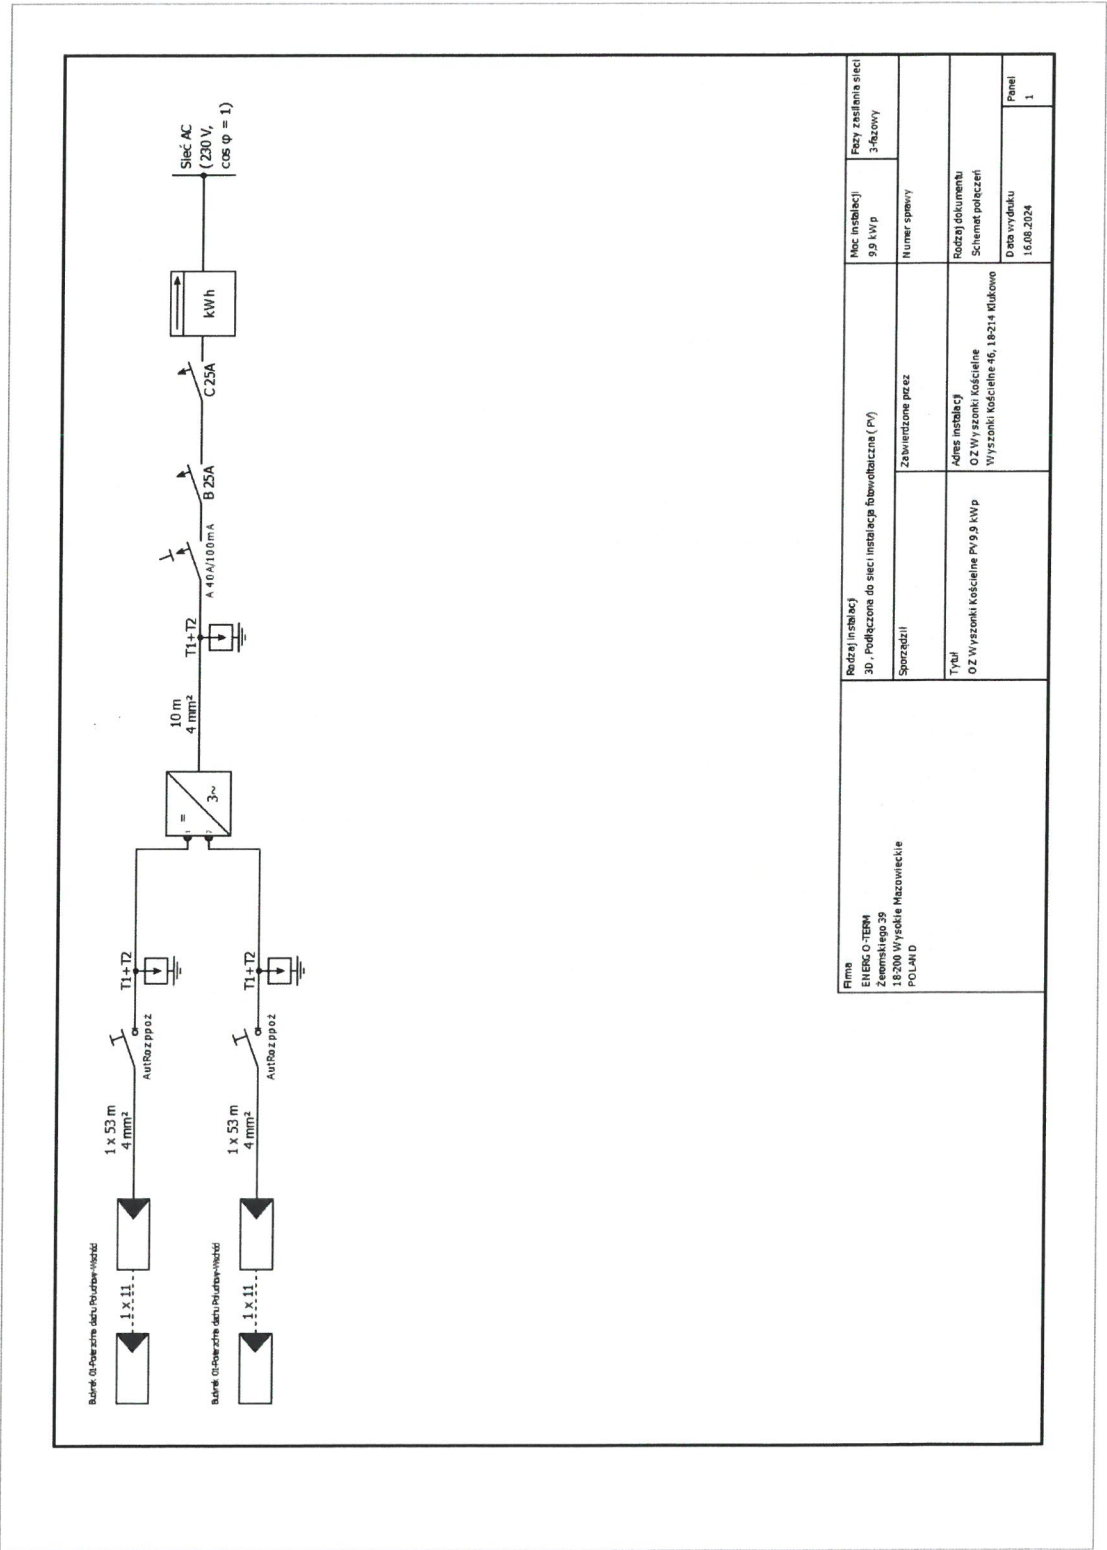 Budynek 01-Powierzchnia dachu Południowy-Wschód
1 x 11
1 x 53 m
4 mm²
AutRozppoż
T1+T2
Budynek 01-Powierzchnia dachu Południowy-Wschód
1 x 11
1 x 53 m
4 mm²
AutRozppoż
T1+T2
1
2
=
3~
10 m
4 mm²
T1+T2
A 40A/100mA
B 25A
C 25A
kWh
Sieć AC
(230 V,
cos φ = 1)
Firma
ENERGO-TERM
Żeromskiego 39
18-200 Wysokie Mazowieckie
POLAND
Rodzaj instalacji
3D, Podłączona do sieci instalacja fotowoltaiczna (PV)
Moc instalacji
9,9 kWp
Fazy zasilania sieci
3-fazowy
Sporządził
Zatwierdzone przez
Numer sprawy
Tytuł
OZ Wyszonki Kościelne PV 9,9 kWp
Adres instalacji
OZ Wyszonki Kościelne
Wyszonki Kościelne 46, 18-214 Klukowo
Rodzaj dokumentu
Schemat połączeń
Data wydruku
16.08.2024
Panel
1